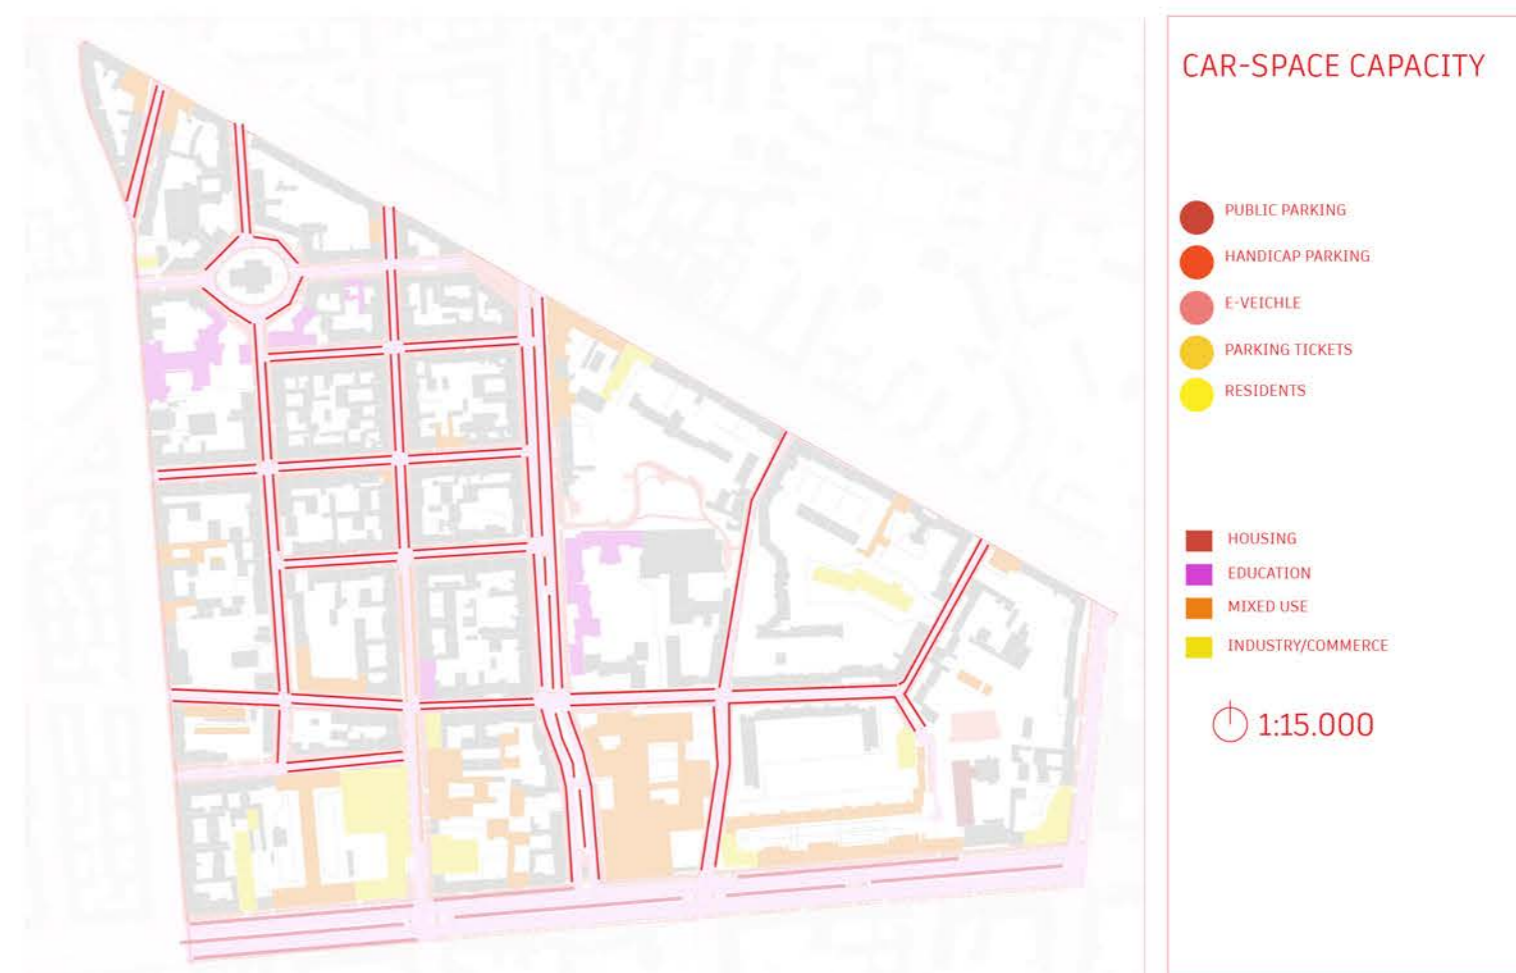 CAR-SPACE CAPACITY
PUBLIC PARKING
HANDICAP PARKING
E-VEICHLE
PARKING TICKETS
RESIDENTS
HOUSING
EDUCATION
MIXED USE
INDUSTRY/COMMERCE
1:15.000